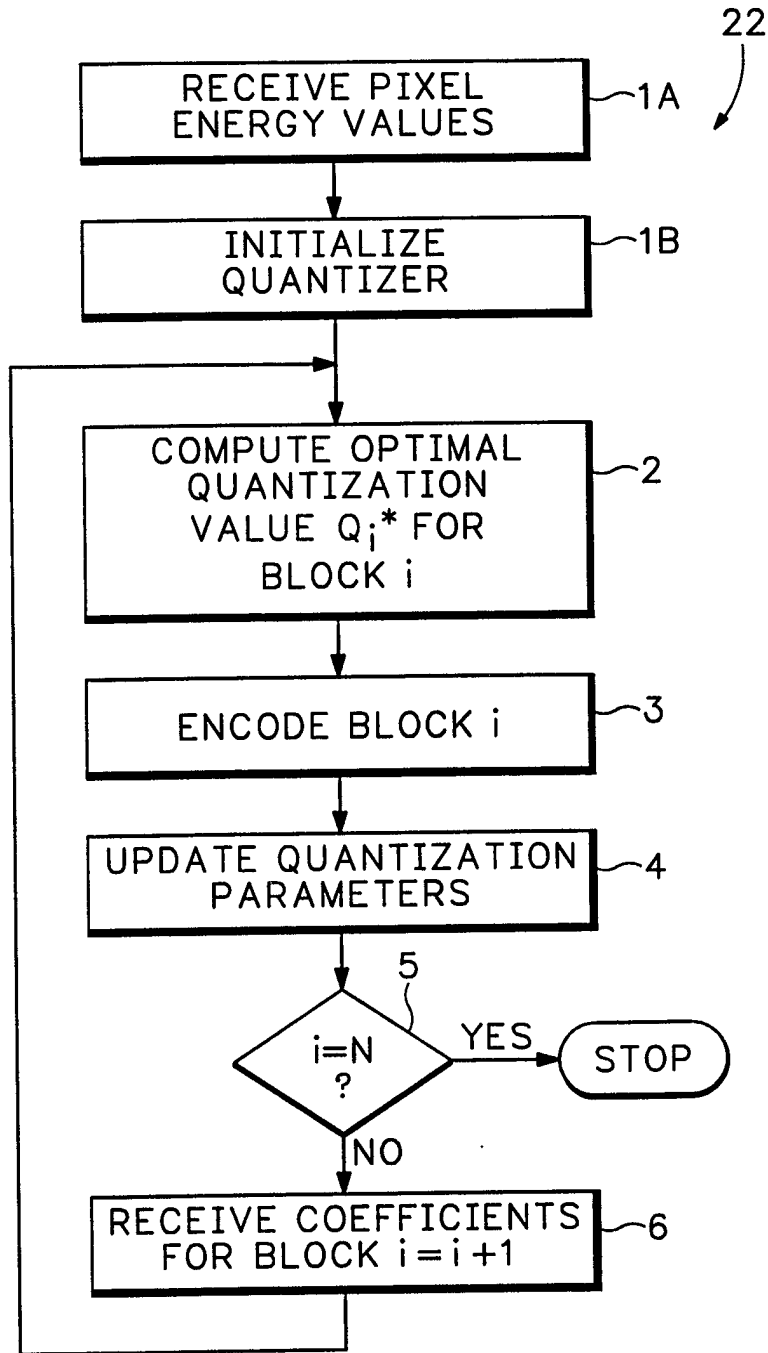 22
RECEIVE PIXEL
ENERGY VALUES
1A
INITIALIZE
QUANTIZER
1B
COMPUTE OPTIMAL
QUANTIZATION
VALUE Qi* FOR
BLOCK i
2
ENCODE BLOCK i
3
UPDATE QUANTIZATION
PARAMETERS
4
5
i=N
?
YES
STOP
NO
RECEIVE COEFFICIENTS
FOR BLOCK i=i+1
6